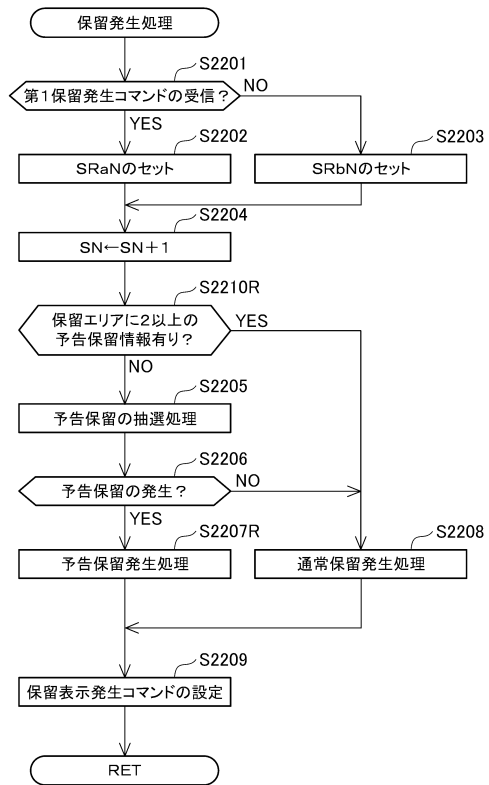 保留発生処理
S2201
第1保留発生コマンドの受信？
NO
YES
S2202
S2203
SRaNのセット
SRbNのセット
S2204
SN←SN＋1
S2210R
保留エリアに2以上の
予告保留情報有り？
YES
NO
S2205
予告保留の抽選処理
S2206
予告保留の発生？
NO
YES
S2207R
S2208
予告保留発生処理
通常保留発生処理
S2209
保留表示発生コマンドの設定
RET